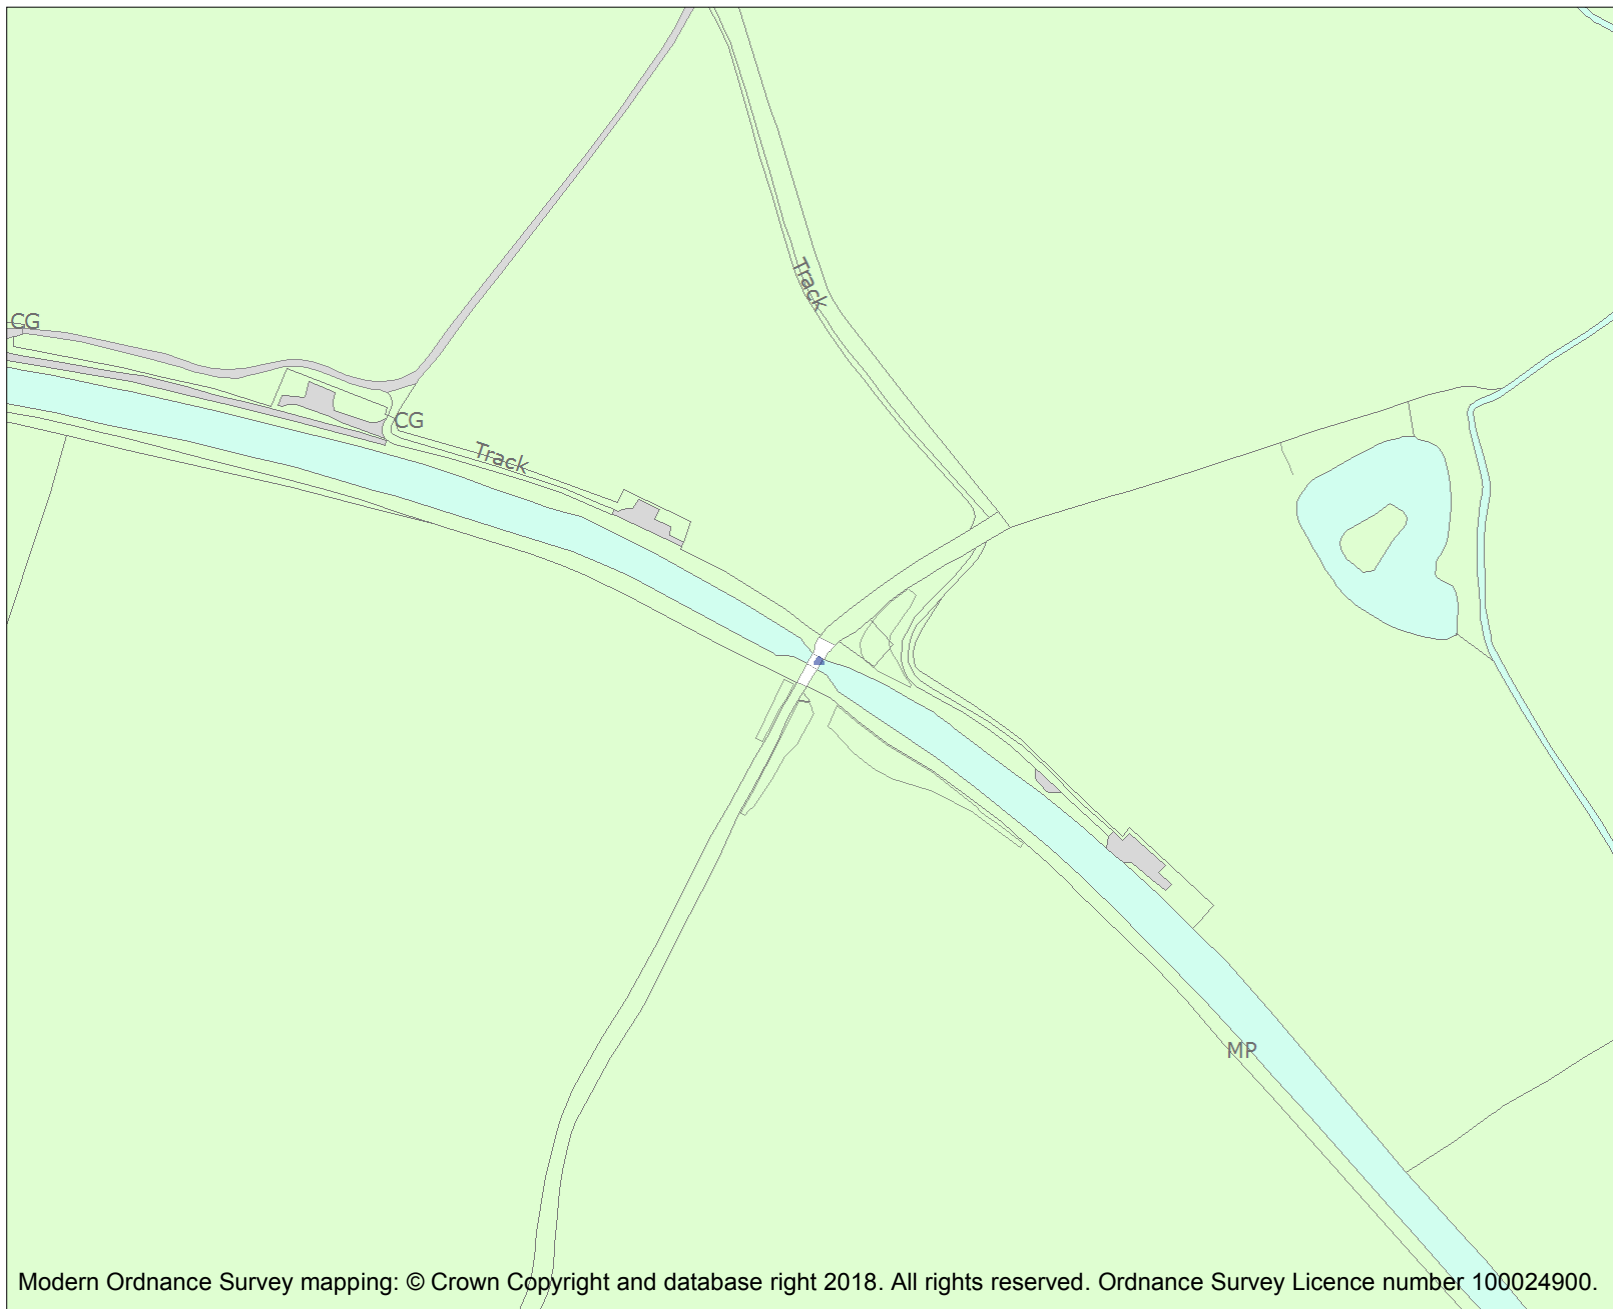 Track
CG
CG
Track
MP
Modern Ordnance Survey mapping: © Crown Copyright and database right 2018. All rights reserved. Ordnance Survey Licence number 100024900.